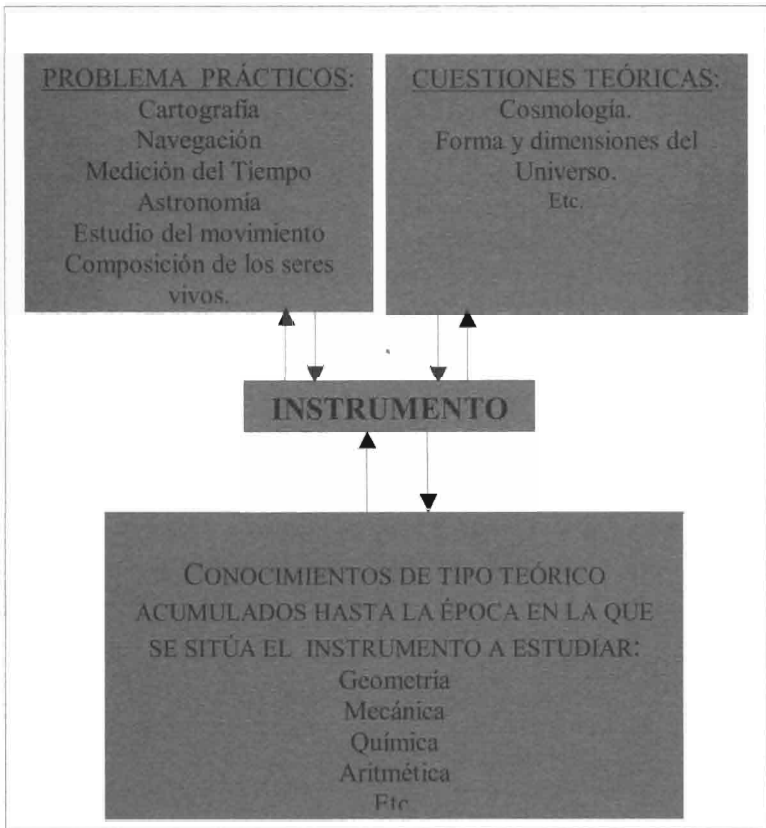 PROBLEMA PRÁCTICOS:
Cartografía
Navegación
Medición del Tiempo
Astronomía
Estudio del movimiento
Composición de los seres
vivos.
CUESTIONES TEÓRICAS:
Cosmología.
Forma y dimensiones del
Universo.
Etc.
INSTRUMENTO
CONOCIMIENTOS DE TIPO TEÓRICO
ACUMULADOS HASTA LA ÉPOCA EN LA QUE
SE SITÚA EL INSTRUMENTO A ESTUDIAR:
Geometría
Mecánica
Química
Aritmética
Etc